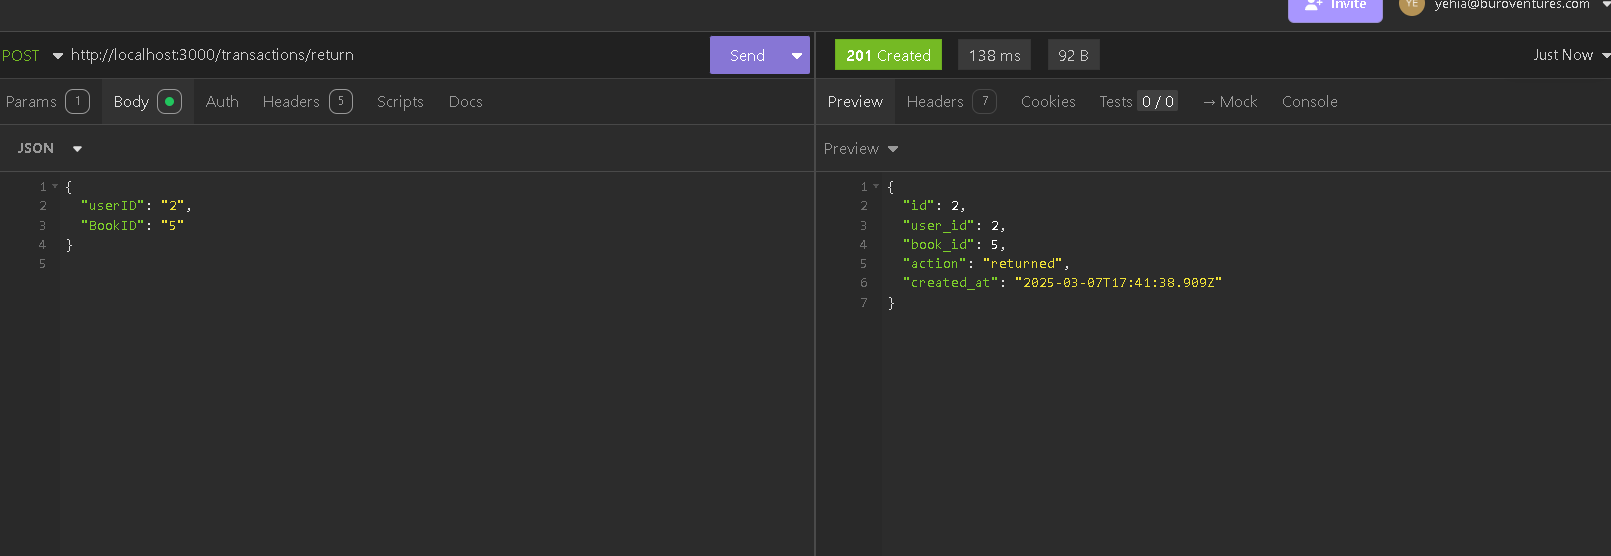 Invite YE yehia@buroventures.com
POST http://localhost:3000/transactions/return Send
Params 1 Body Auth Headers 5 Scripts Docs
JSON
1 {
2 "userID": "2",
3 "BookID": "5"
4 }
5
201 Created 138 ms 92 B Just Now
Preview Headers 7 Cookies Tests 0 / 0 → Mock Console
Preview
1 {
2 "id": 2,
3 "user_id": 2,
4 "book_id": 5,
5 "action": "returned",
6 "created_at": "2025-03-07T17:41:38.909Z"
7 }